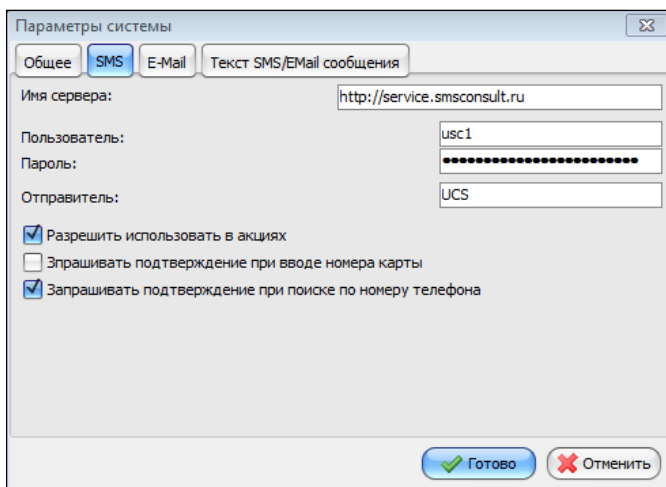 Параметры системы
Общее SMS E-Mail Текст SMS/EMail сообщения
Имя сервера: http://service.smsconsult.ru
Пользователь: usc1
Пароль: ••••••••••••••••••••••••
Отправитель: UCS
Разрешить использовать в акциях
Зпрашивать подтверждение при вводе номера карты
Запрашивать подтверждение при поиске по номеру телефона
Готово Отменить